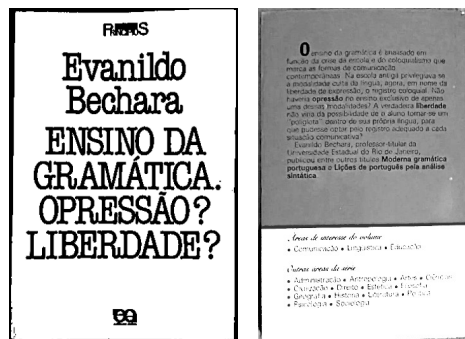 PRINCÍPIOS
Evanildo
Bechara
ENSINO DA
GRAMÁTICA.
OPRESSÃO?
LIBERDADE?
O ensino da gramática é ensaiado em
função da crise da escola e do coloquialismo que
marca as formas de comunicação
contemporâneas. Na escola antiga privilegiava-se
a modalidade culta da língua; agora, em nome da
liberdade de expressão, o registro coloquial. Não
haveria opressão no ensino exclusivo de apenas
uma dessas modalidades? A verdadeira liberdade
não viria da possibilidade de o aluno tornar-se um
"poliglota" dentro de sua própria língua, para
que pudesse optar pelo registro adequado a cada
situação comunicativa?
Evanildo Bechara, professor-titular da
Universidade Estadual do Rio de Janeiro,
publicou entre outros títulos Moderna gramática
portuguesa e Lições de português pela análise
sintática.
Áreas de interesse do volume
• Comunicação • Lingüística • Educação
Outras áreas da série
• Administração • Antropologia • Artes • Ciências
• Civilização • Direito • Estética • Filosofia
• Geografia • História • Literatura • Política
• Psicologia • Sociologia